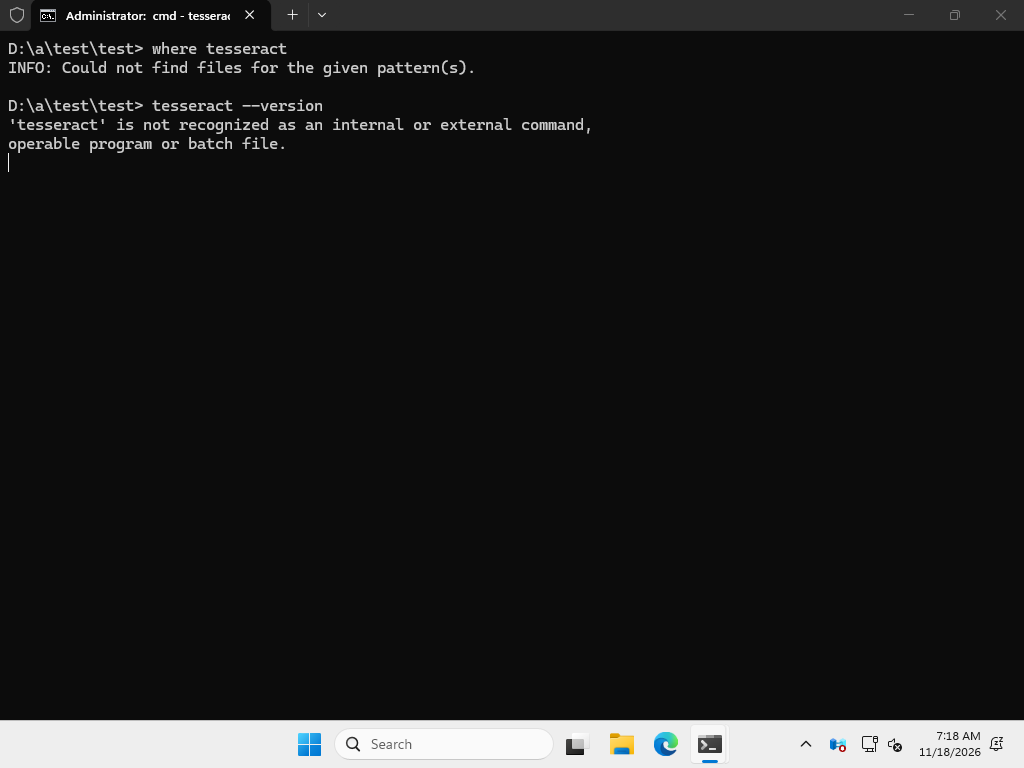 Administrator: cmd - tesserac
D:\a\test\test> where tesseract
INFO: Could not find files for the given pattern(s).
D:\a\test\test> tesseract --version
'tesseract' is not recognized as an internal or external command,
operable program or batch file.
Search
7:18 AM
11/18/2026